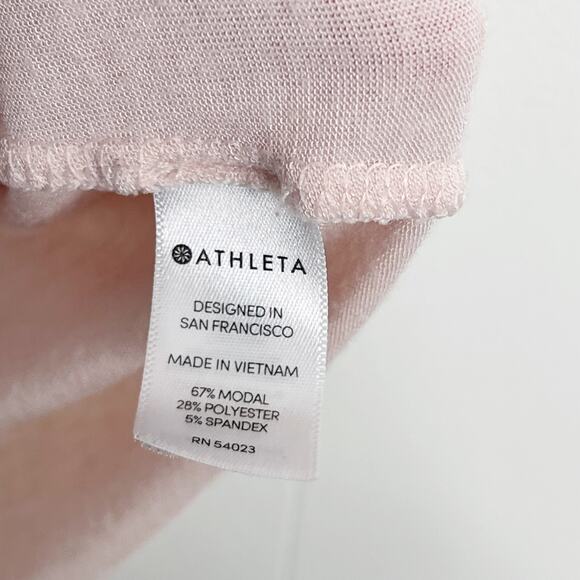 ATHLETA
DESIGNED IN
SAN FRANCISCO
MADE IN VIETNAM
67% MODAL
28% POLYESTER
5% SPANDEX
RN 54023